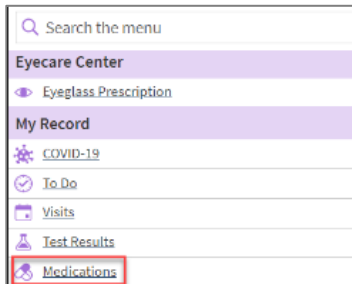 Search the menu
Eyecare Center
Eyeglass Prescription
My Record
COVID-19
To Do
Visits
Test Results
Medications